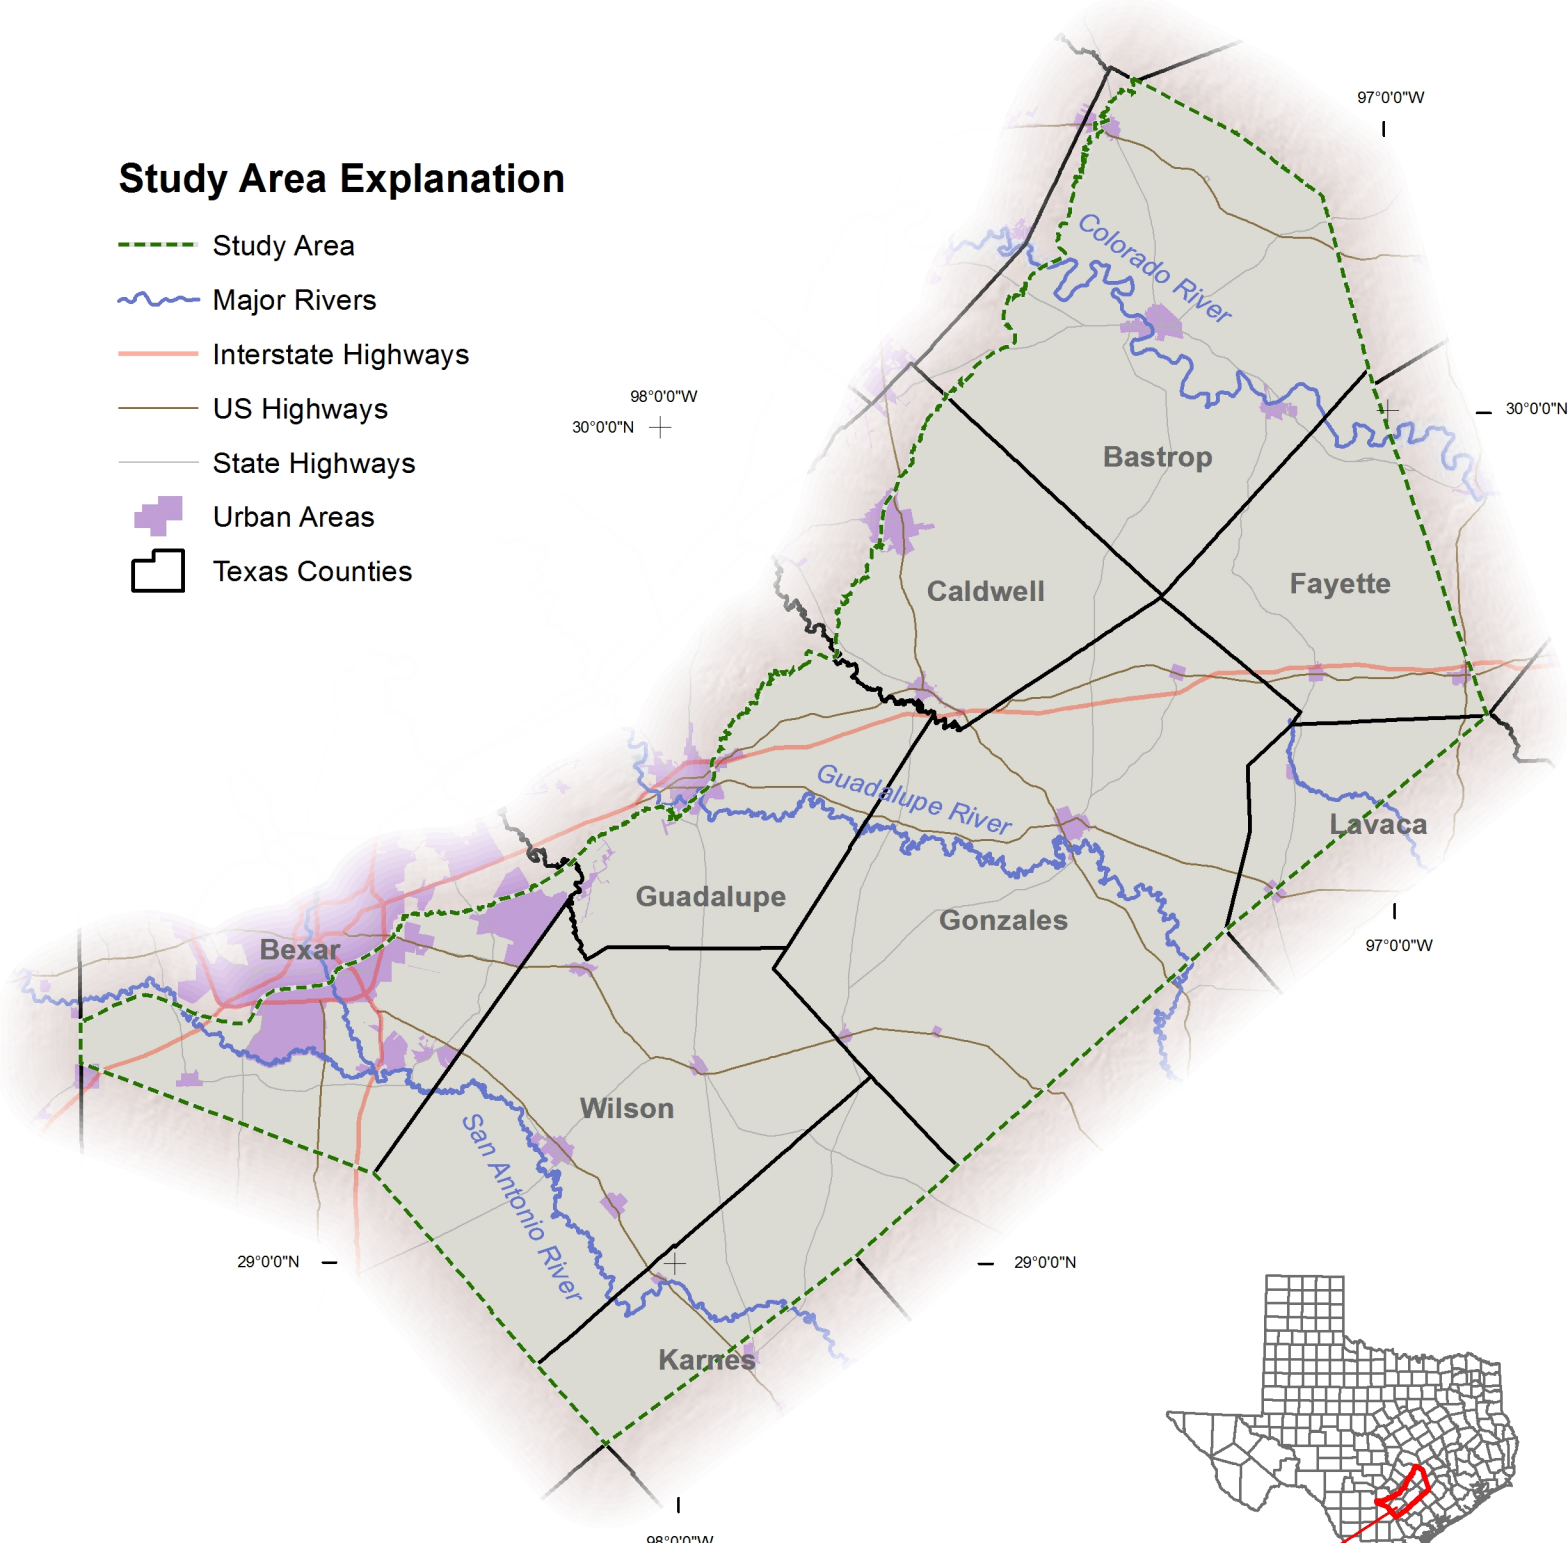 97°0'0"W
Study Area Explanation
Study Area
Major Rivers
Interstate Highways
US Highways
State Highways
Urban Areas
Texas Counties
Colorado River
98°0'0"W
30°0'0"N
30°0'0"N
Bastrop
Caldwell
Fayette
Guadalupe River
Lavaca
Guadalupe
Gonzales
Bexar
97°0'0"W
Wilson
San Antonio River
29°0'0"N
29°0'0"N
Karnes
98°0'0"W